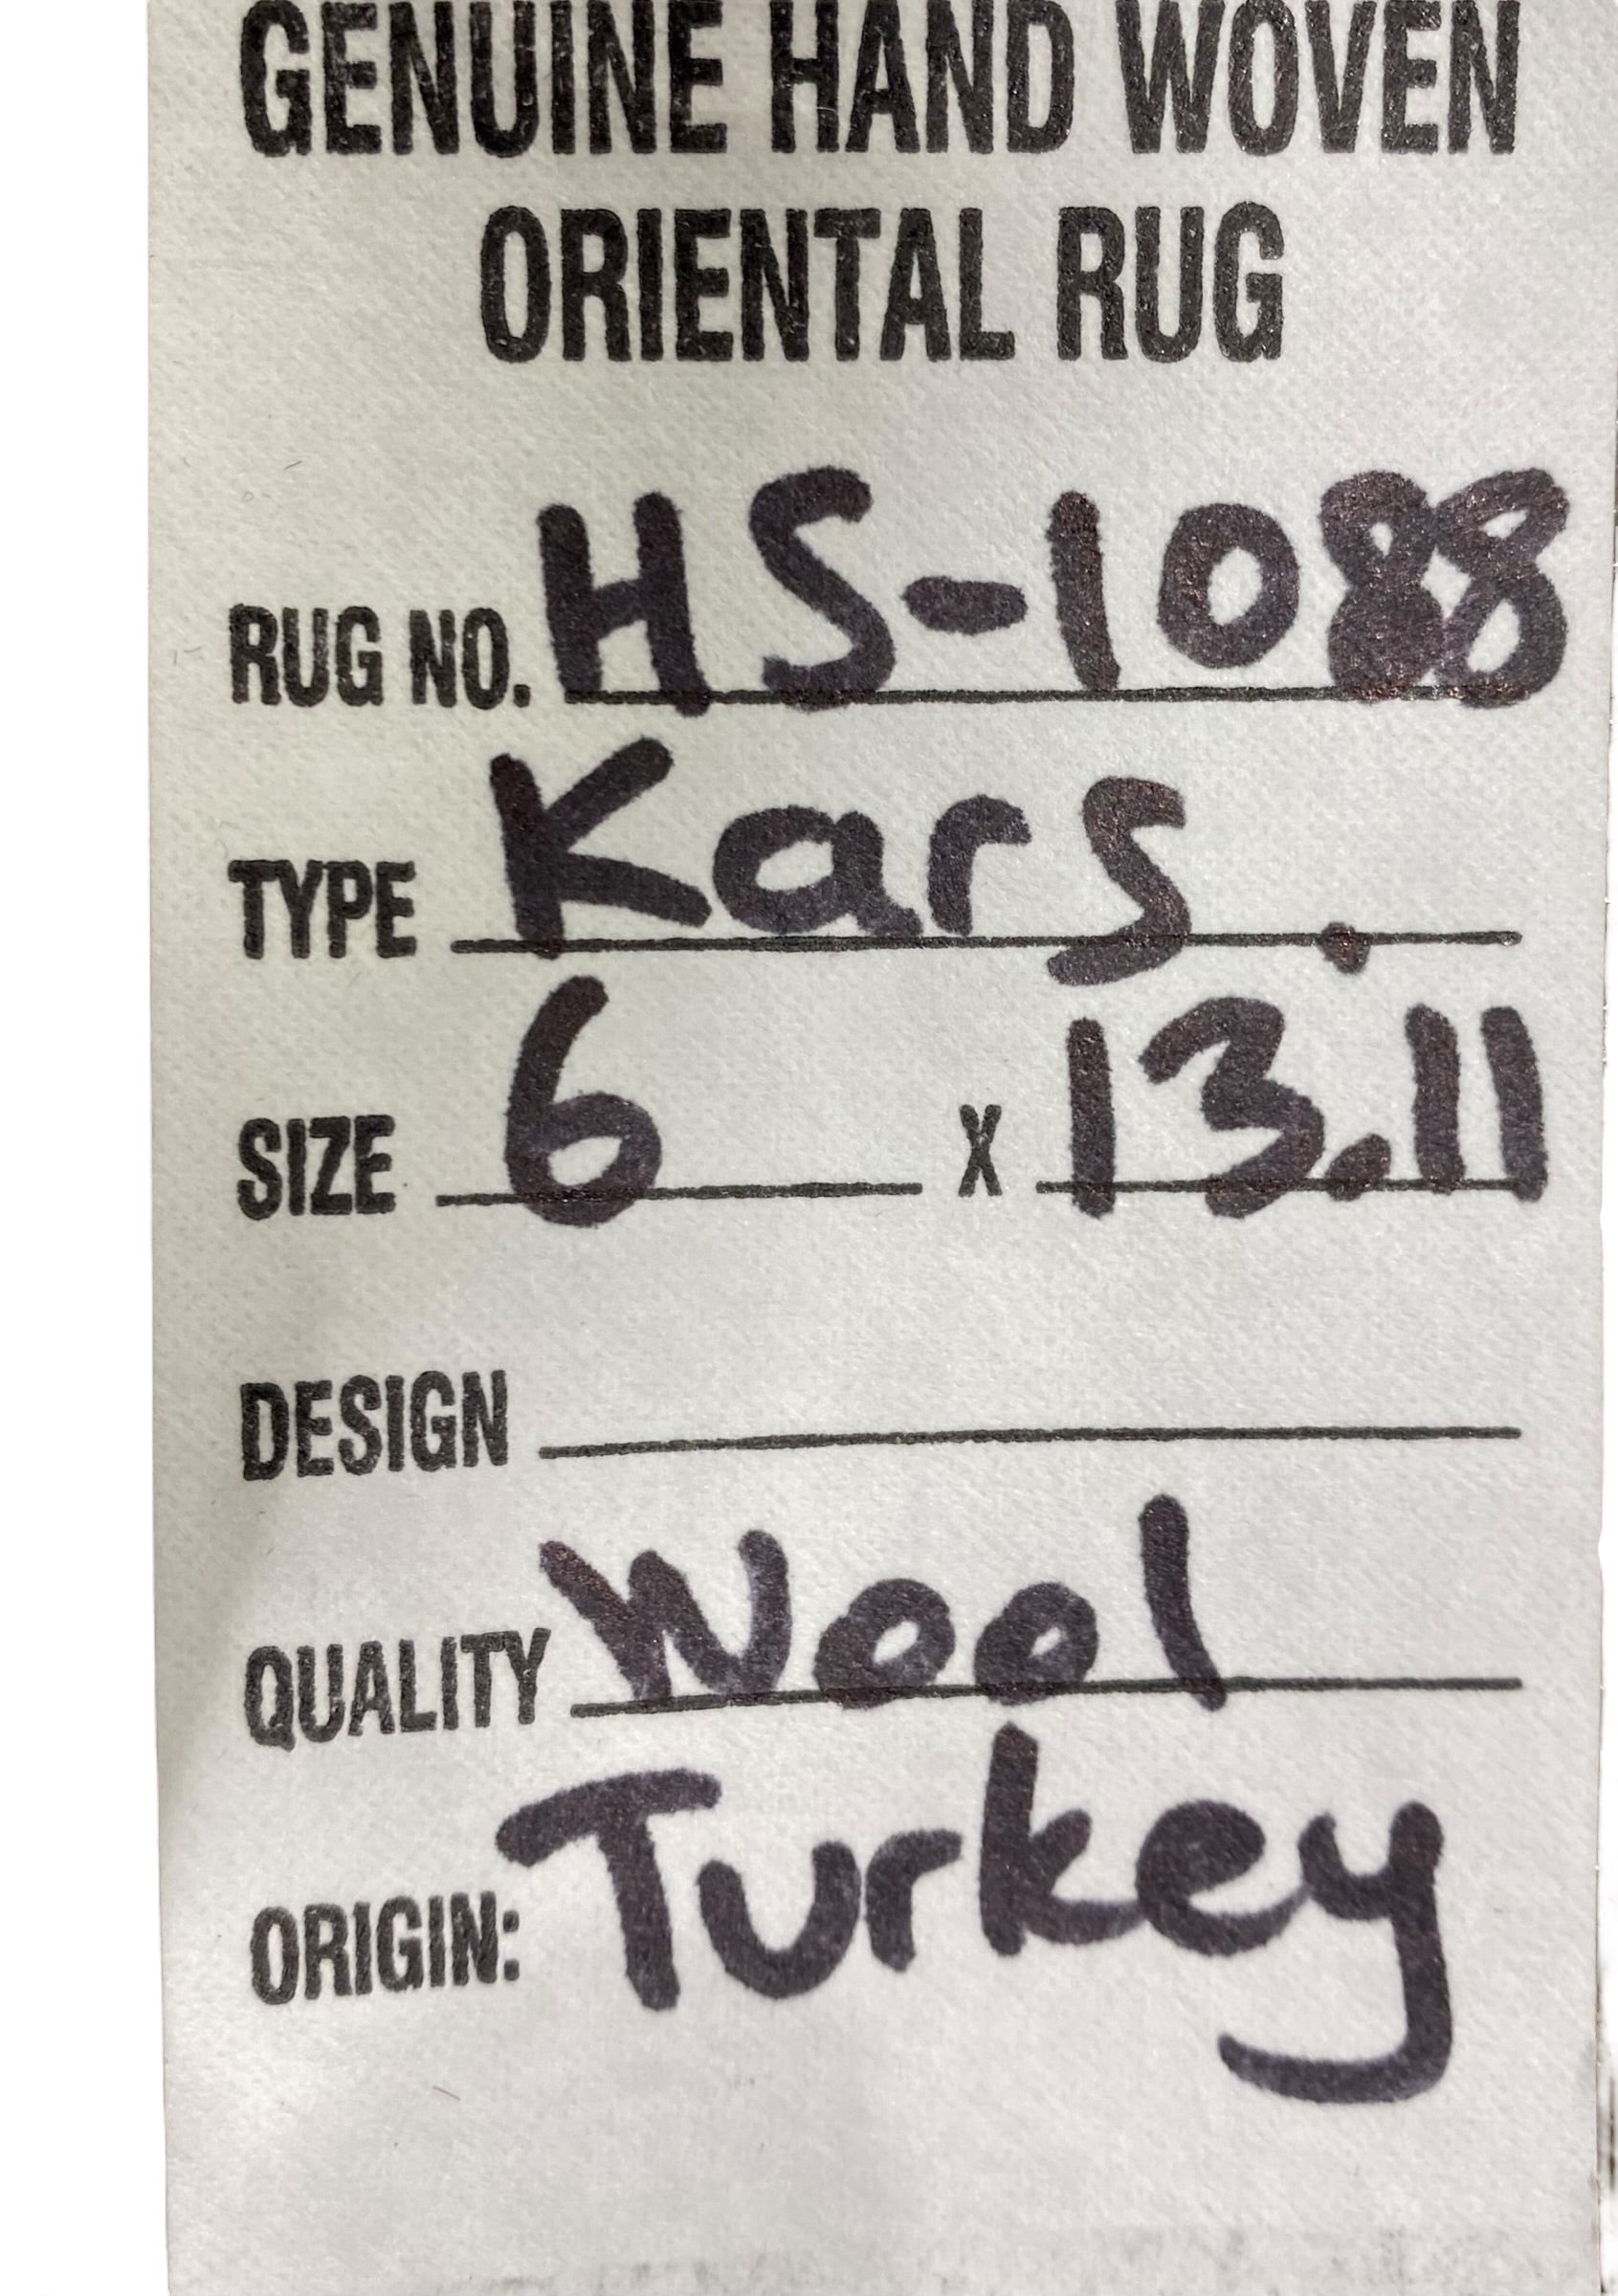 GENUINE HAND WOVEN
ORIENTAL RUG
RUG NO. HS-1088
TYPE Kars.
SIZE 6 X 13.11
DESIGN
QUALITY Wool
ORIGIN: Turkey